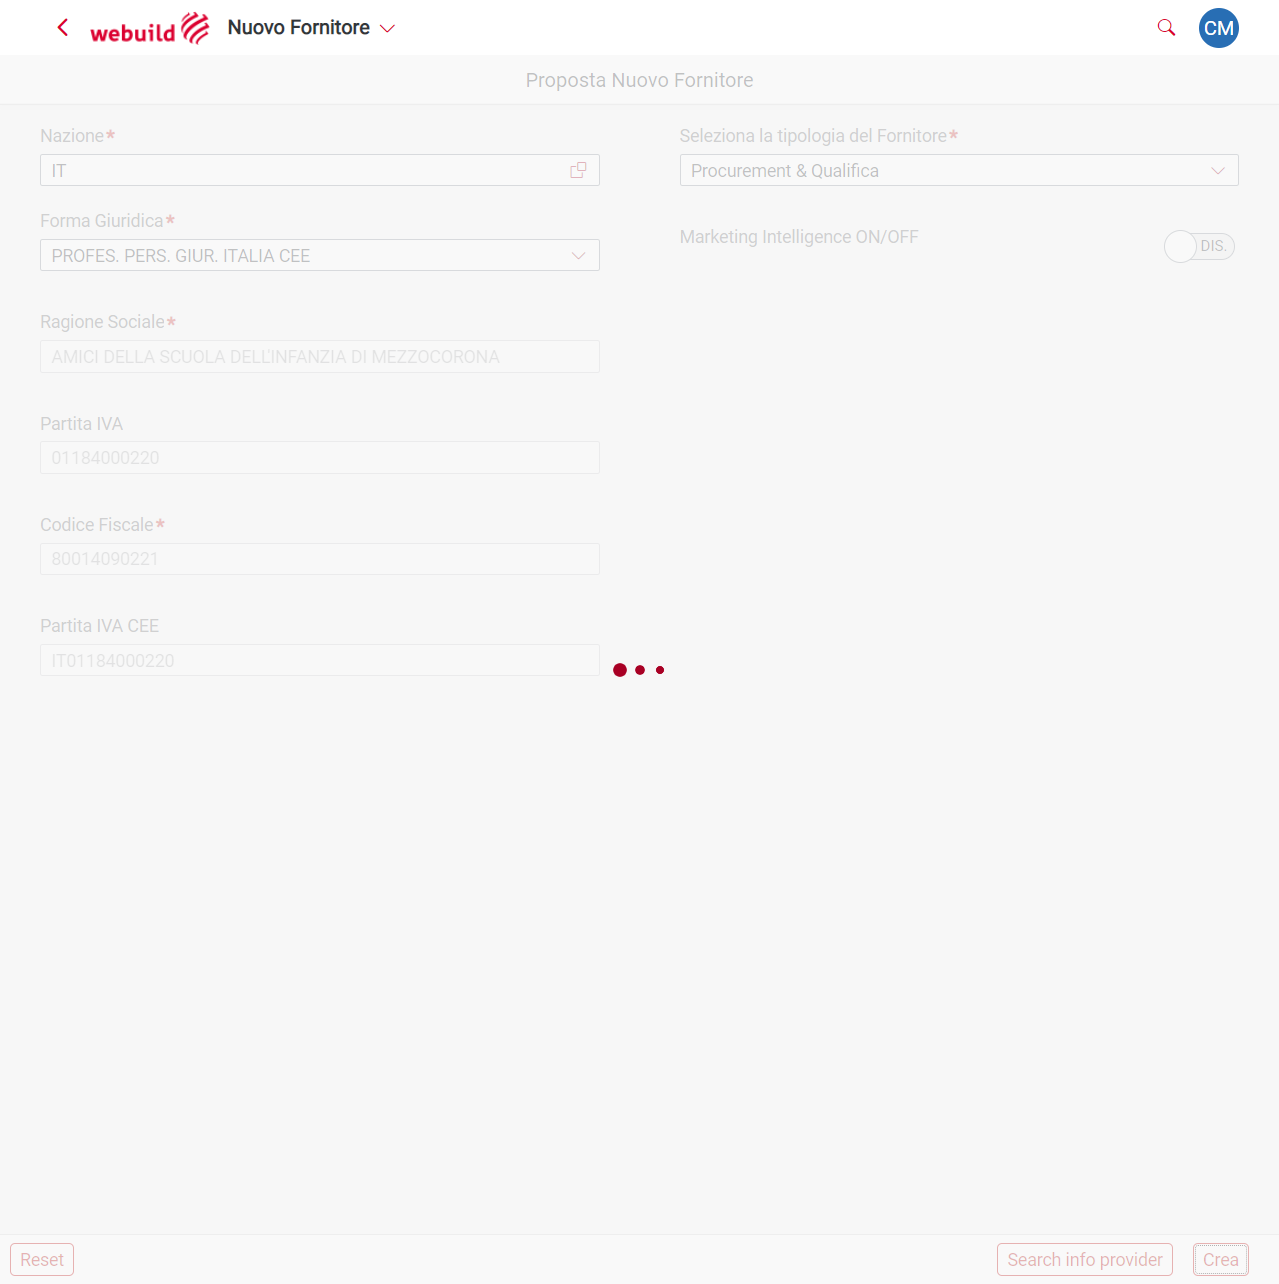 webuild Nuovo Fornitore
CM
Proposta Nuovo Fornitore
Nazione*
IT
Forma Giuridica*
PROFES. PERS. GIUR. ITALIA CEE
Ragione Sociale*
AMICI DELLA SCUOLA DELL'INFANZIA DI MEZZOCORONA
Partita IVA
01184000220
Codice Fiscale*
80014090221
Partita IVA CEE
IT01184000220
Seleziona la tipologia del Fornitore*
Procurement & Qualifica
Marketing Intelligence ON/OFF
DIS.
Reset
Search info provider
Crea